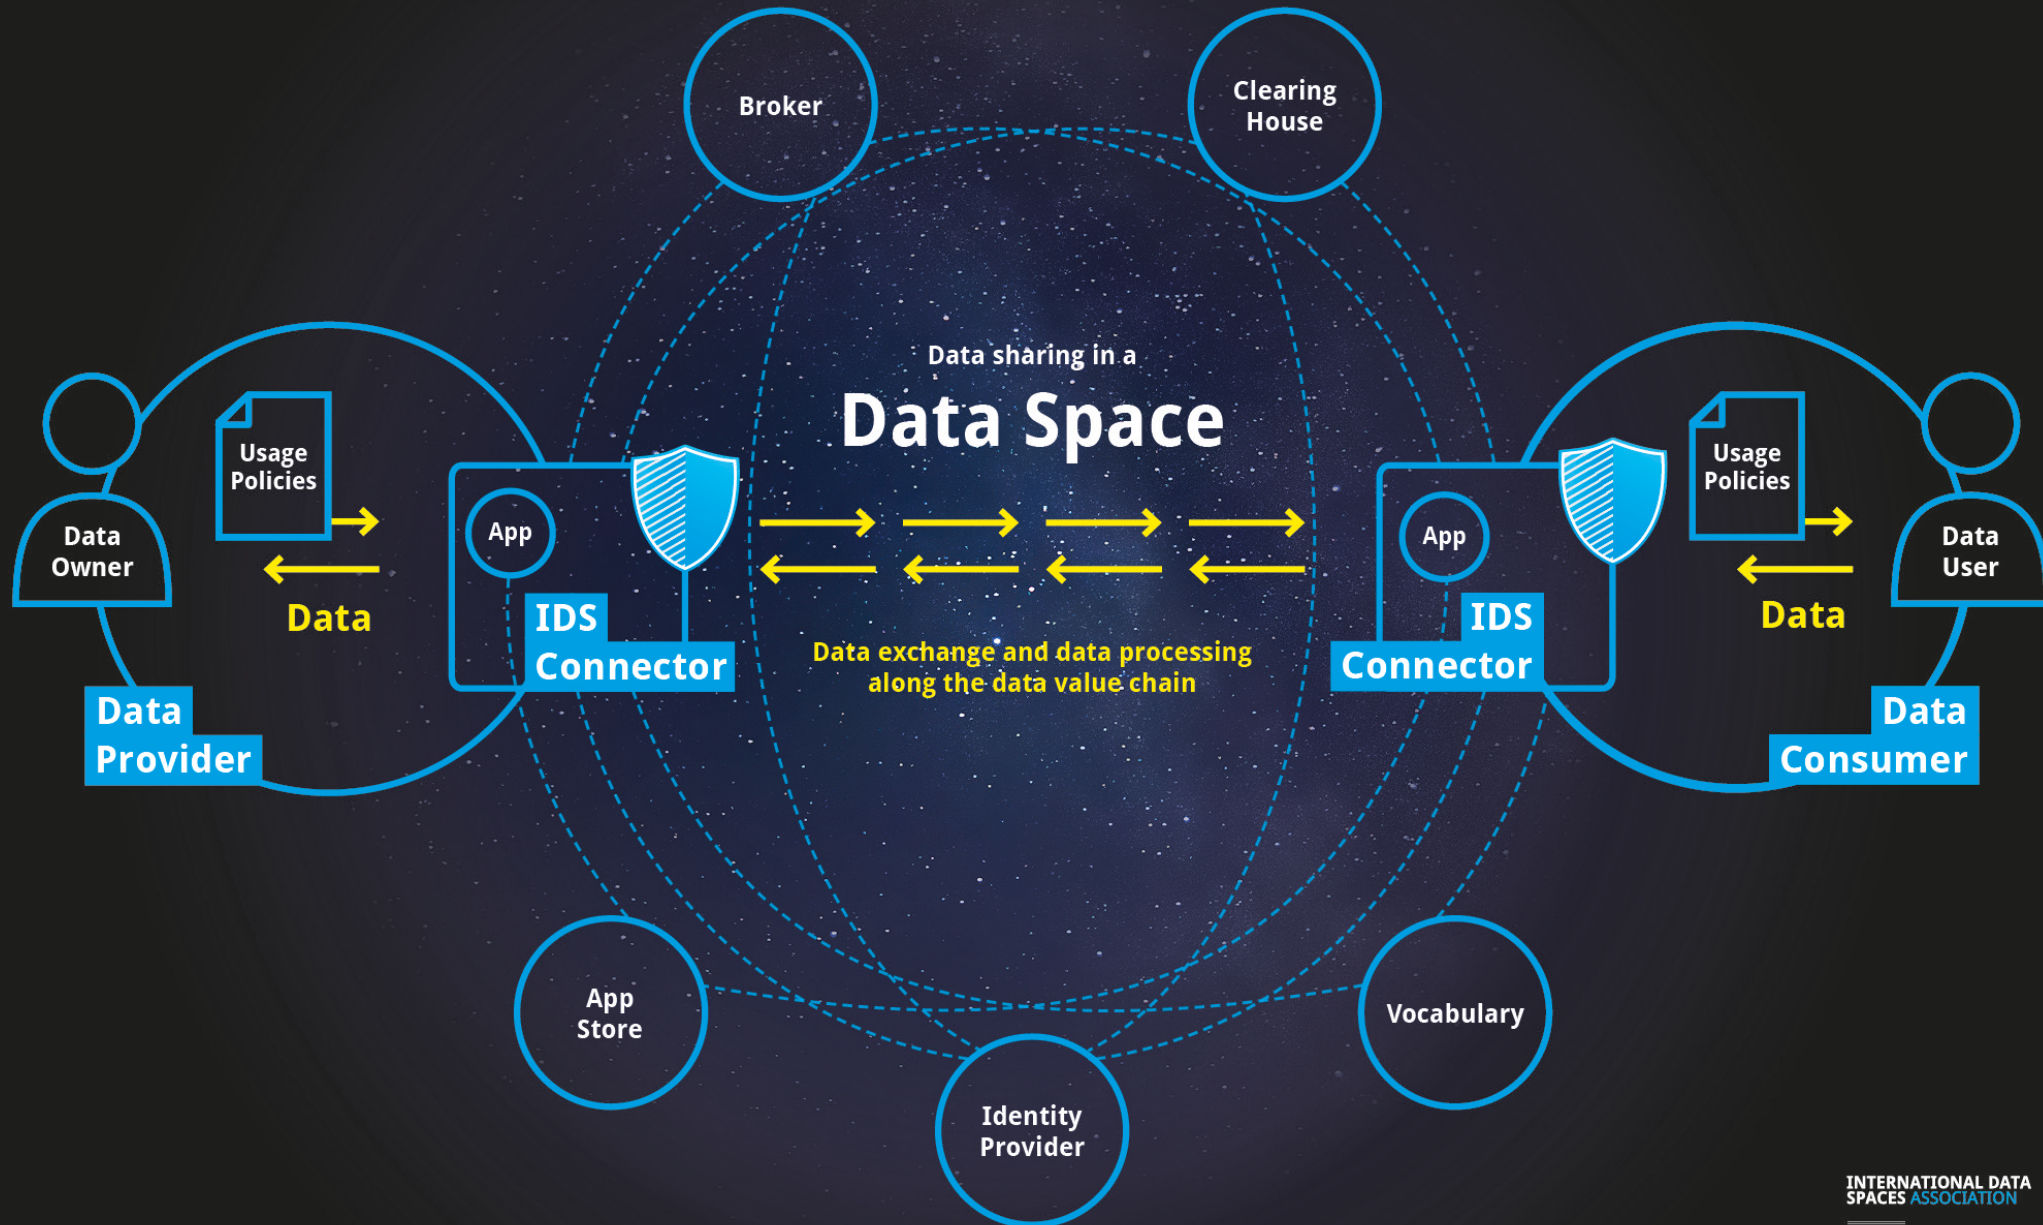 Broker
Clearing
House
Data sharing in a
Data Space
Usage
Policies
Data
Owner
Data
App
IDS
Connector
Data
Provider
Data exchange and data processing
along the data value chain
App
IDS
Connector
Usage
Policies
Data
User
Data
Data
Consumer
App
Store
Identity
Provider
Vocabulary
INTERNATIONAL DATA
SPACES ASSOCIATION